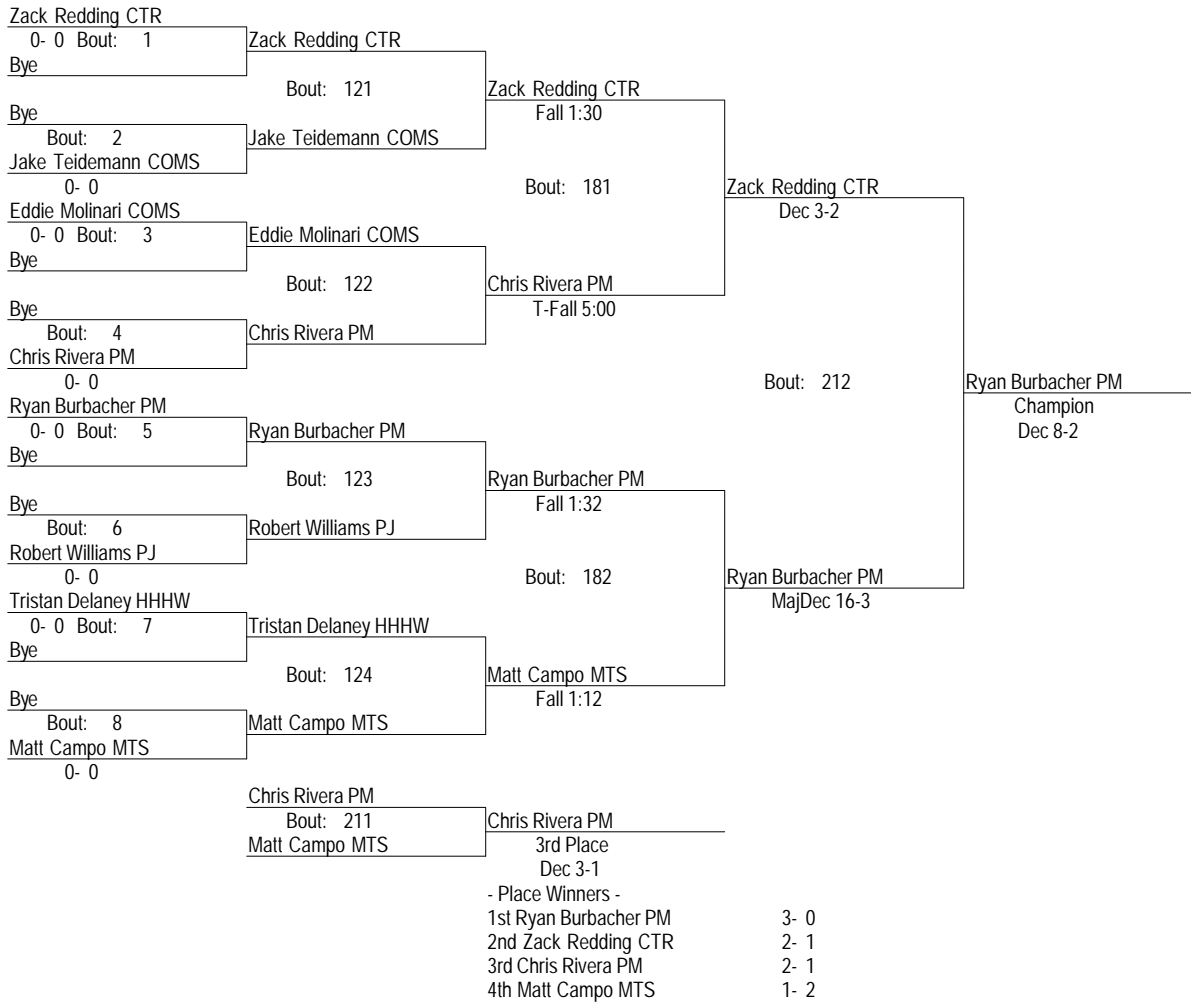 Zack Redding CTR
0- 0 Bout: 1
Bye
Bye
Bout: 2
Jake Teidemann COMS
0- 0
Eddie Molinari COMS
0- 0 Bout: 3
Bye
Bye
Bout: 4
Chris Rivera PM
0- 0
Ryan Burbacher PM
0- 0 Bout: 5
Bye
Bye
Bout: 6
Robert Williams PJ
0- 0
Tristan Delaney HHHW
0- 0 Bout: 7
Bye
Bye
Bout: 8
Matt Campo MTS
0- 0
Zack Redding CTR
Bout: 121
Jake Teidemann COMS
Eddie Molinari COMS
Bout: 122
Chris Rivera PM
Ryan Burbacher PM
Bout: 123
Robert Williams PJ
Tristan Delaney HHHW
Bout: 124
Matt Campo MTS
Zack Redding CTR
Fall 1:30
Bout: 181
Chris Rivera PM
T-Fall 5:00
Ryan Burbacher PM
Fall 1:32
Bout: 182
Matt Campo MTS
Fall 1:12
Zack Redding CTR
Dec 3-2
Bout: 212
Ryan Burbacher PM
MajDec 16-3
Ryan Burbacher PM
Champion
Dec 8-2
Chris Rivera PM
Bout: 211
Matt Campo MTS
Chris Rivera PM
3rd Place
Dec 3-1
- Place Winners -
1st Ryan Burbacher PM 3- 0
2nd Zack Redding CTR 2- 1
3rd Chris Rivera PM 2- 1
4th Matt Campo MTS 1- 2